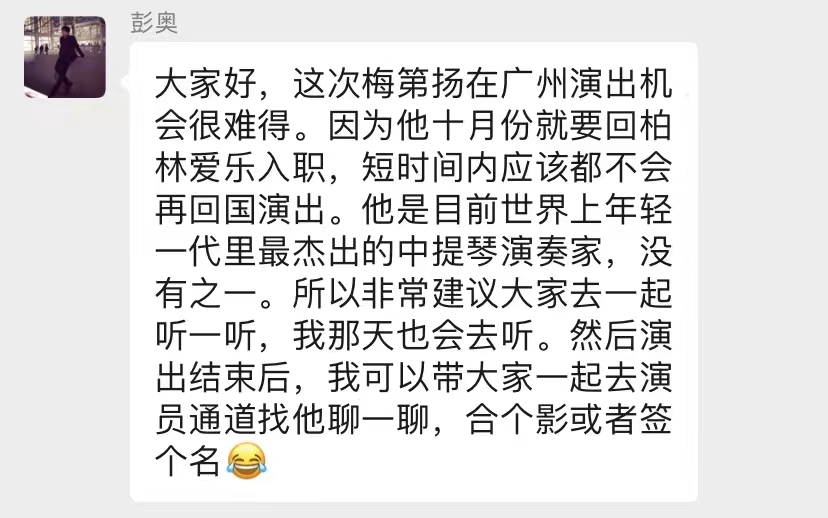 彭奥
大家好，这次梅第扬在广州演出机
会很难得。因为他十月份就要回柏
林爱乐入职，短时间内应该都不会
再回国演出。他是目前世界上年轻
一代里最杰出的中提琴演奏家，没
有之一。所以非常建议大家去一起
听一听，我那天也会去听。然后演
出结束后，我可以带大家一起去演
员通道找他聊一聊，合个影或者签
个名😂